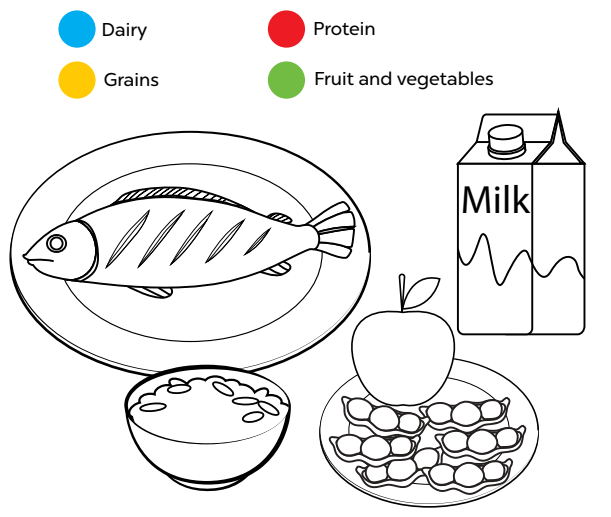 Dairy
Protein
Grains
Fruit and vegetables
Milk